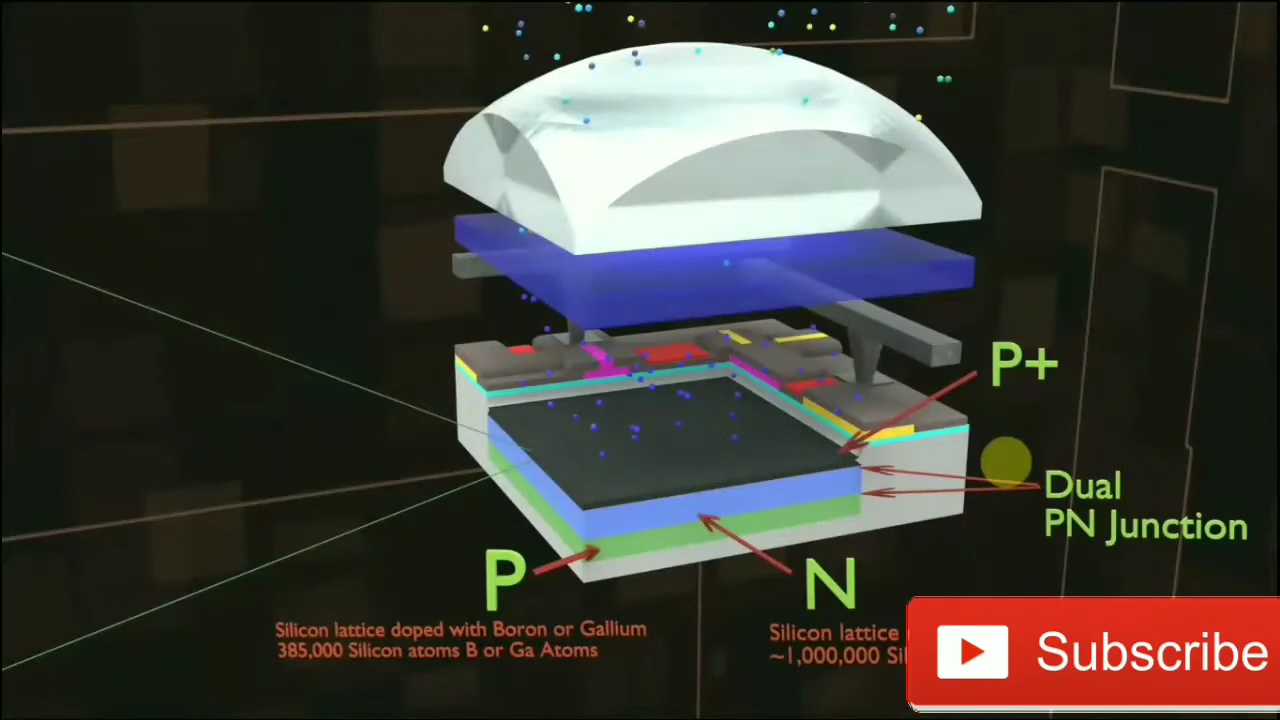 P+
Dual
PN Junction
P
N
Silicon lattice doped with Boron or Gallium
385,000 Silicon atoms B or Ga Atoms
Silicon lattice
~1,000,000
Subscribe